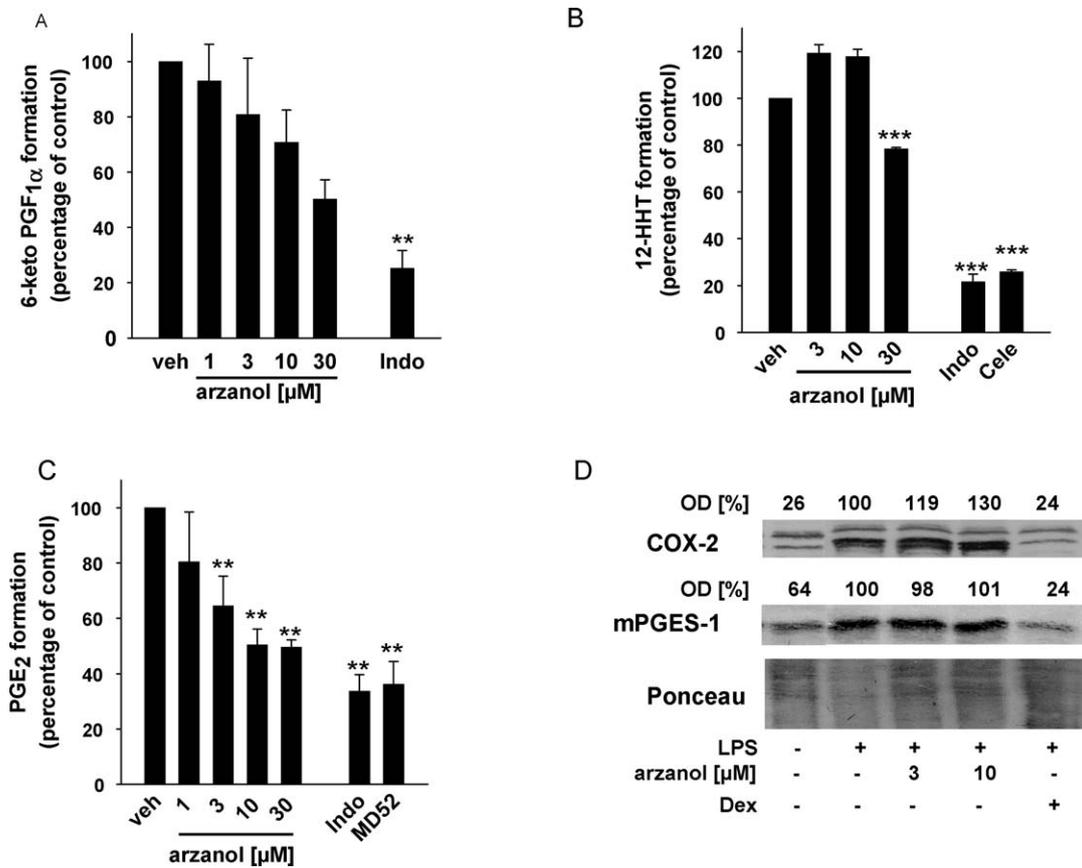 A
6-keto PGF1α formation
(percentage of control)
100
80
60
40
20
0
**
veh 1 3 10 30 Indo
arzanol [µM]
B
12-HHT formation
(percentage of control)
120
100
80
60
40
20
0
***
***
***
veh 3 10 30 Indo Cele
arzanol [µM]
C
PGE2 formation
(percentage of control)
100
80
60
40
20
0
**
**
**
**
**
veh 1 3 10 30 Indo MD52
arzanol [µM]
D
OD [%] 26 100 119 130 24
COX-2
OD [%] 64 100 98 101 24
mPGES-1
Ponceau
LPS - + + + +
arzanol [µM] - - 3 10 -
Dex - - - - +